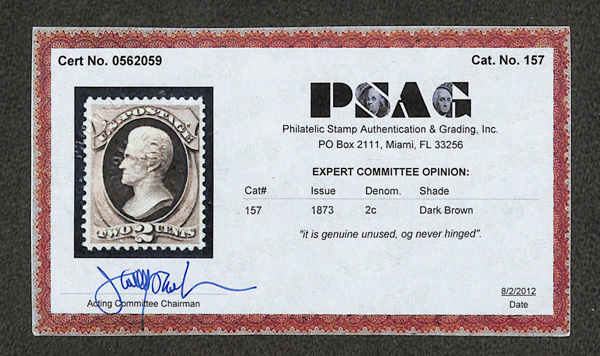 Cert No. 0562059
Cat. No. 157
PSAG
Philatelic Stamp Authentication & Grading, Inc.
PO Box 2111, Miami, FL 33256
U.S. POSTAGE
TWO 2 CENTS
EXPERT COMMITTEE OPINION:
Cat# Issue Denom. Shade
157 1873 2c Dark Brown
"it is genuine unused, og never hinged".
Acting Committee Chairman
8/2/2012
Date